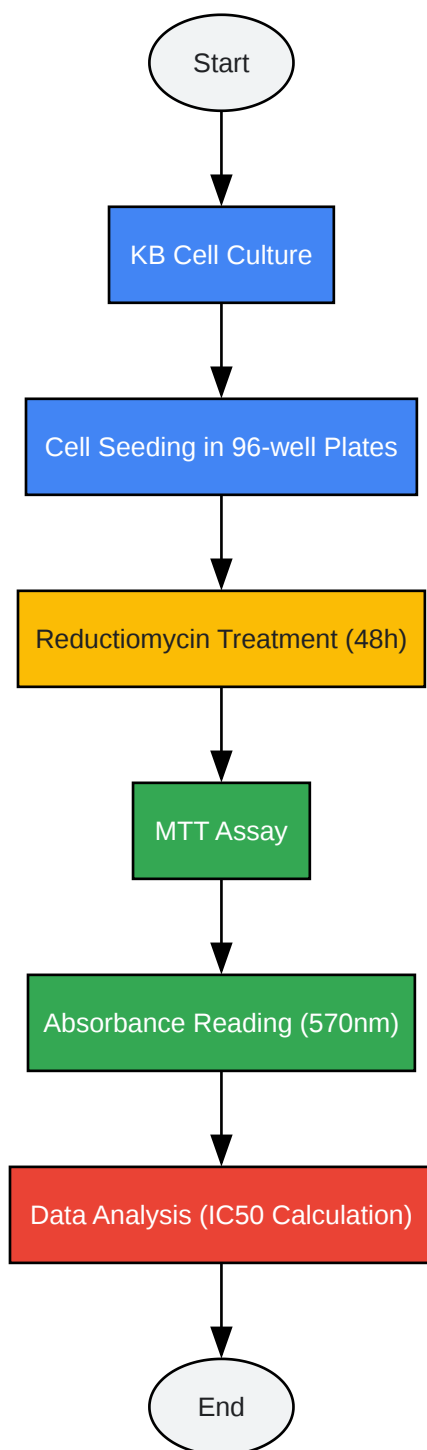 Start
KB Cell Culture
Cell Seeding in 96-well Plates
Reductiomycin Treatment (48h)
MTT Assay
Absorbance Reading (570nm)
Data Analysis (IC50 Calculation)
End